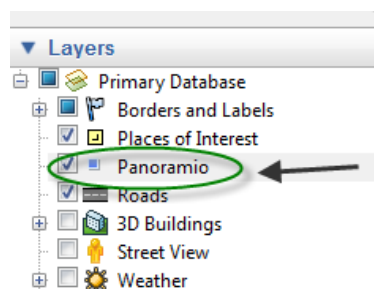 Layers
Primary Database
Borders and Labels
Places of Interest
Panoramio
Roads
3D Buildings
Street View
Weather